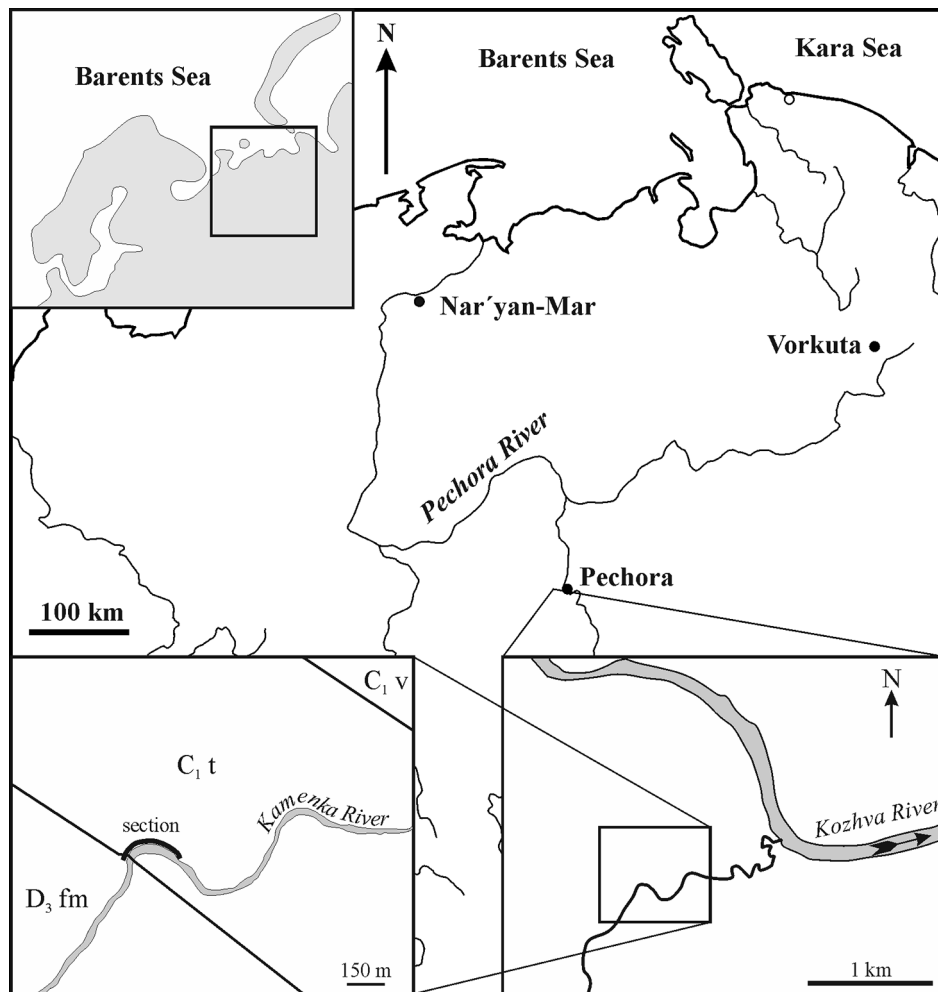 Barents Sea
N
Barents Sea
Kara Sea
Nar´yan-Mar
Vorkuta
Pechora River
Pechora
100 km
C₁ v
C₁ t
Kamenka River
section
D₃ fm
150 m
N
Kozhva River
1 km